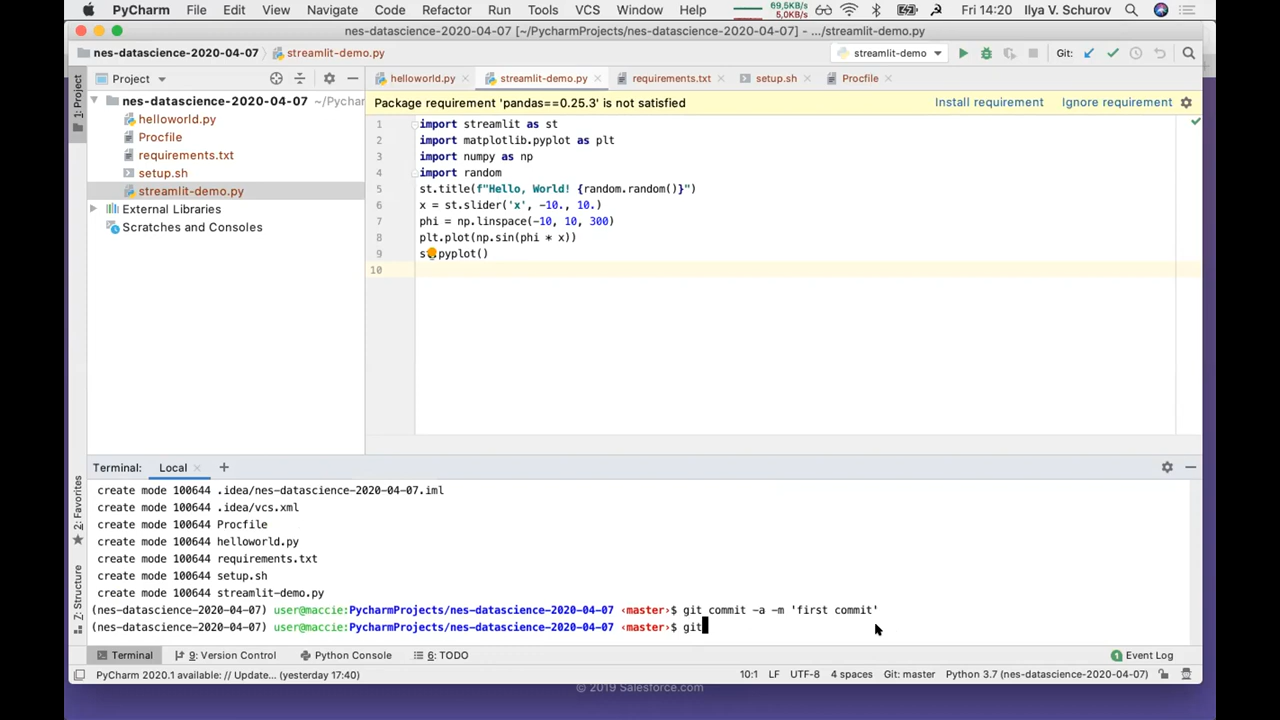 PyCharm File Edit View Navigate Code Refactor Run Tools VCS Window Help 69,5KB/s 5,0KB/s Fri 14:20 Ilya V. Schurov
nes-datascience-2020-04-07 [~/PycharmProjects/nes-datascience-2020-04-07] - .../streamlit-demo.py
nes-datascience-2020-04-07 streamlit-demo.py streamlit-demo Git:
1: Project
Project
helloworld.py streamlit-demo.py requirements.txt setup.sh Procfile
nes-datascience-2020-04-07 ~/Pychar
helloworld.py
Procfile
requirements.txt
setup.sh
streamlit-demo.py
External Libraries
Scratches and Consoles
Package requirement 'pandas==0.25.3' is not satisfied Install requirement Ignore requirement
1 import streamlit as st
2 import matplotlib.pyplot as plt
3 import numpy as np
4 import random
5 st.title(f"Hello, World! {random.random()}")
6 x = st.slider('x', -10., 10.)
7 phi = np.linspace(-10, 10, 300)
8 plt.plot(np.sin(phi * x))
9 st.pyplot()
10
2: Favorites
7: Structure
Terminal: Local +
create mode 100644 .idea/nes-datascience-2020-04-07.iml
create mode 100644 .idea/vcs.xml
create mode 100644 Procfile
create mode 100644 helloworld.py
create mode 100644 requirements.txt
create mode 100644 setup.sh
create mode 100644 streamlit-demo.py
(nes-datascience-2020-04-07) user@maccie:PycharmProjects/nes-datascience-2020-04-07 ‹master›$ git commit -a -m 'first commit'
(nes-datascience-2020-04-07) user@maccie:PycharmProjects/nes-datascience-2020-04-07 ‹master›$ git
Terminal 9: Version Control Python Console 6: TODO 1 Event Log
PyCharm 2020.1 available: // Update... (yesterday 17:40) 10:1 LF UTF-8 4 spaces Git: master Python 3.7 (nes-datascience-2020-04-07)
© 2019 Salesforce.com